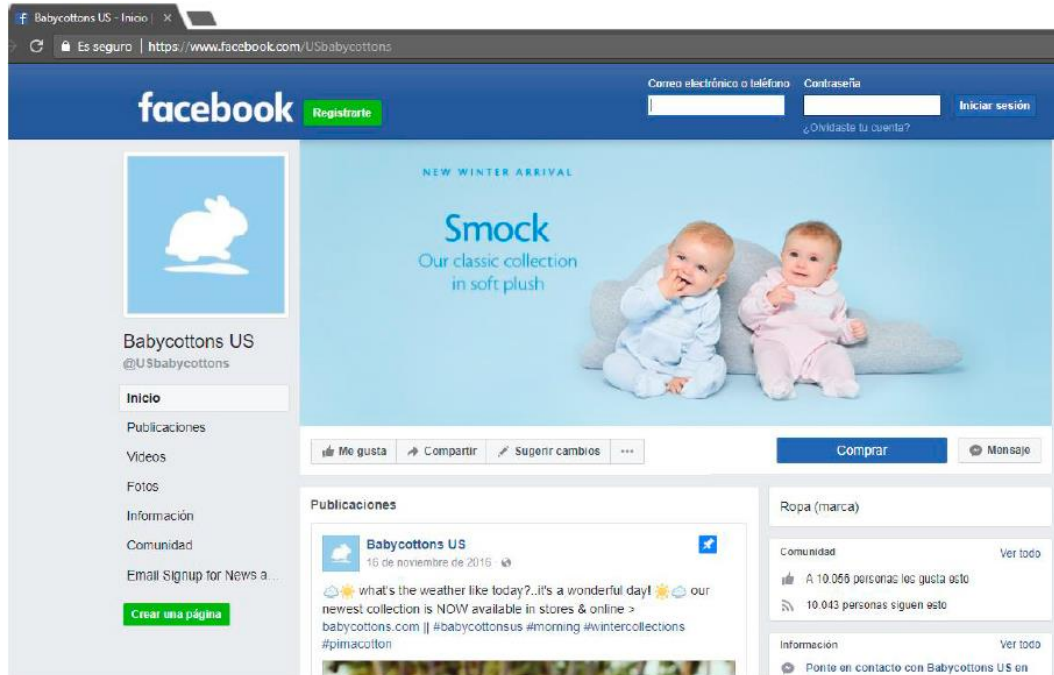 Babycottons US - Inicio |
Es seguro | https://www.facebook.com/USbabycottons
facebook
Registrarte
Correo electrónico o teléfono
Contraseña
Iniciar sesión
¿Olvidaste tu cuenta?
NEW WINTER ARRIVAL
Smock
Our classic collection
in soft plush
Babycottons US
@USbabycottons
Inicio
Publicaciones
Videos
Fotos
Información
Comunidad
Email Signup for News a...
Crear una página
Me gusta
Compartir
Sugerir cambios
Comprar
Mensaje
Publicaciones
Babycottons US
16 de noviembre de 2016
what's the weather like today?..it's a wonderful day! our
newest collection is NOW available in stores & online >
babycottons.com || #babycottonsus #morning #wintercollections
#pimacotton
Ropa (marca)
Comunidad
Ver todo
A 10.056 personas les gusta esto
10.043 personas siguen esto
Información
Ver todo
Ponte en contacto con Babycottons US en